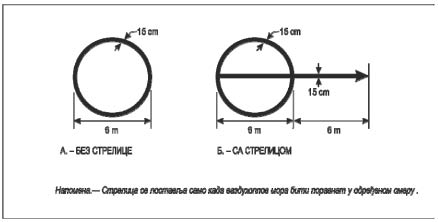 15 cm
15 cm
15 cm
6 m
6 m
6 m
А. – БЕЗ СТРЕЛИЦЕ
Б. – СА СТРЕЛИЦОМ
Напомена.— Стрелица се поставља само када ваздухоплов мора бити поравнат у одређеном смеру .